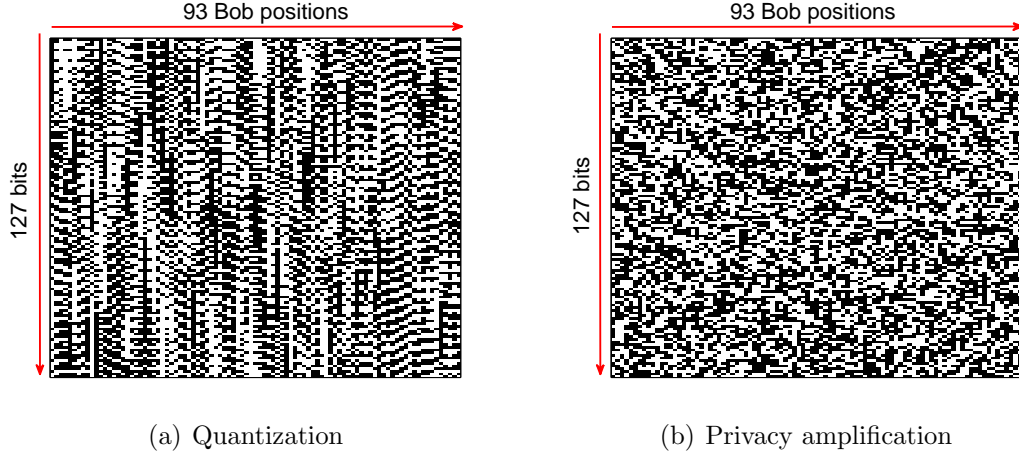 93 Bob positions
127 bits
(a) Quantization
93 Bob positions
127 bits
(b) Privacy amplification